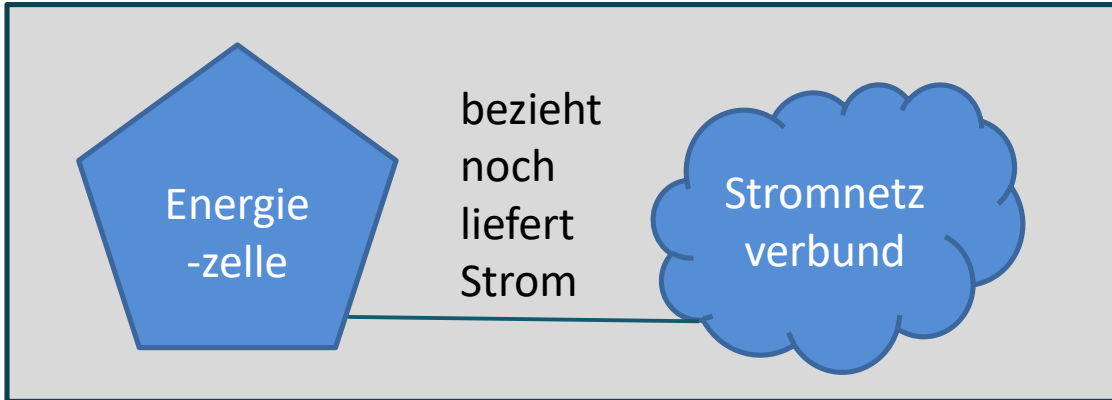 Energie
-zelle
bezieht
noch
liefert
Strom
Stromnetz
verbund